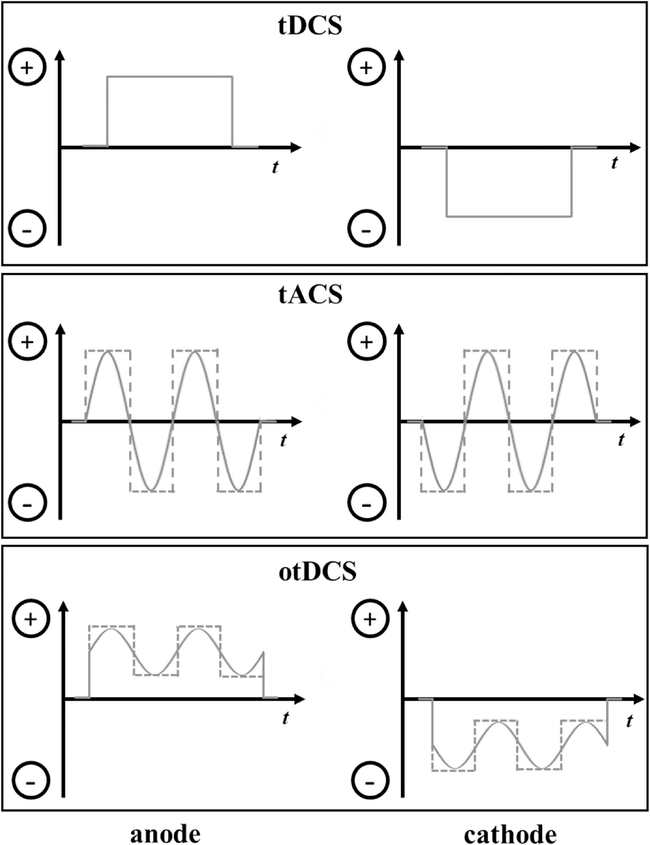 tDCS
+ +
t t
- -
tACS
+ +
t t
- -
otDCS
+ +
t t
- -
anode cathode